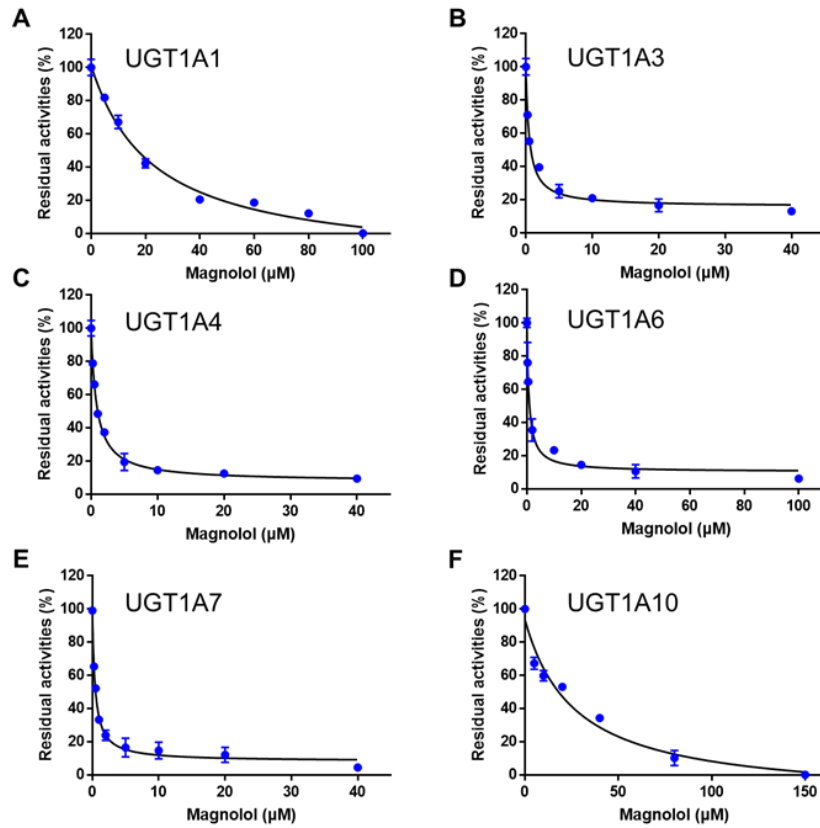 A
UGT1A1
Residual activities (%)
120
100
80
60
40
20
0
0 20 40 60 80 100
Magnolol (µM)
B
UGT1A3
Residual activities (%)
120
100
80
60
40
20
0
0 10 20 30 40
Magnolol (µM)
C
UGT1A4
Residual activities (%)
120
100
80
60
40
20
0
0 10 20 30 40
Magnolol (µM)
D
UGT1A6
Residual activities (%)
120
100
80
60
40
20
0
0 20 40 60 80 100
Magnolol (µM)
E
UGT1A7
Residual activities (%)
120
100
80
60
40
20
0
0 10 20 30 40
Magnolol (µM)
F
UGT1A10
Residual activities (%)
120
100
80
60
40
20
0
0 50 100 150
Magnolol (µM)